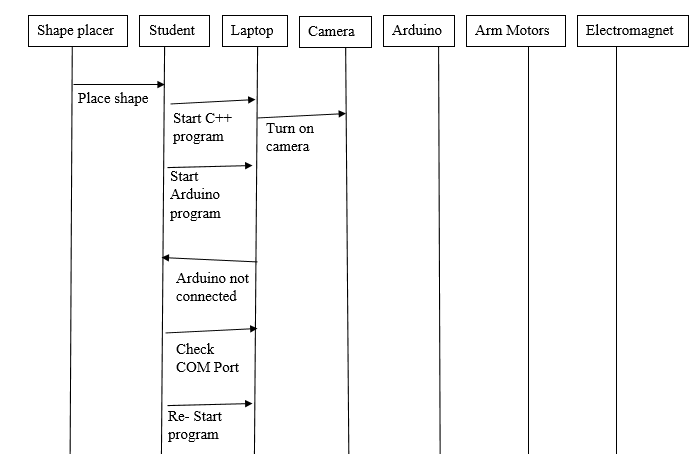 Shape placer
Student
Laptop
Camera
Arduino
Arm Motors
Electromagnet
Place shape
Start C++
program
Turn on
camera
Start
Arduino
program
Arduino not
connected
Check
COM Port
Re- Start
program